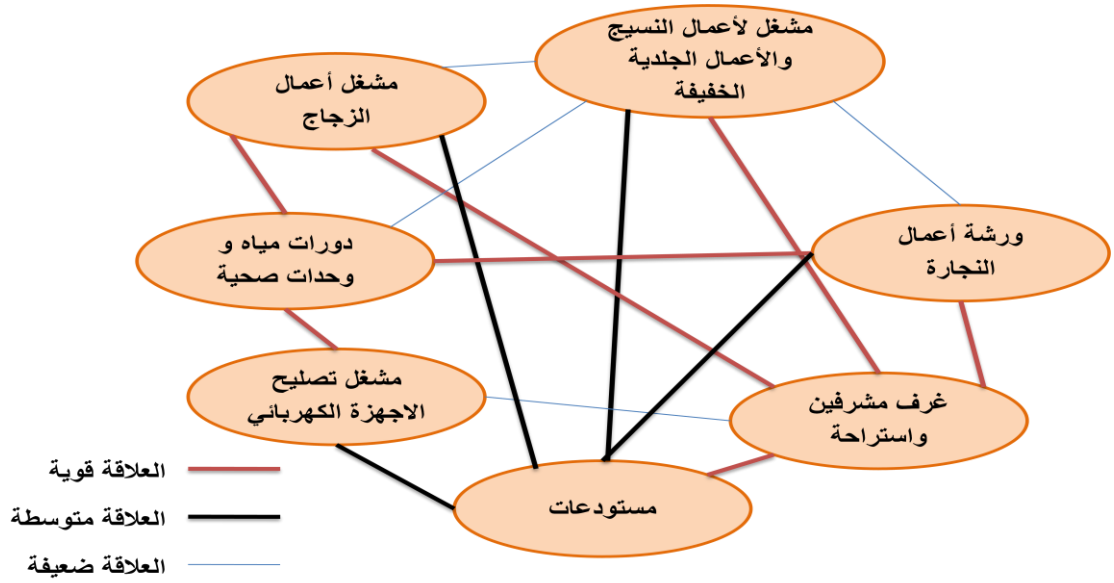 مشغل لأعمال النسيج
والأعمال الجلدية
الخفيفة
مشغل أعمال
الزجاج
ورشة أعمال
النجارة
دورات مياه و
وحدات صحية
مشغل تصليح
الاجهزة الكهربائي
غرف مشرفين
واستراحة
مستودعات
العلاقة قوية
العلاقة متوسطة
العلاقة ضعيفة